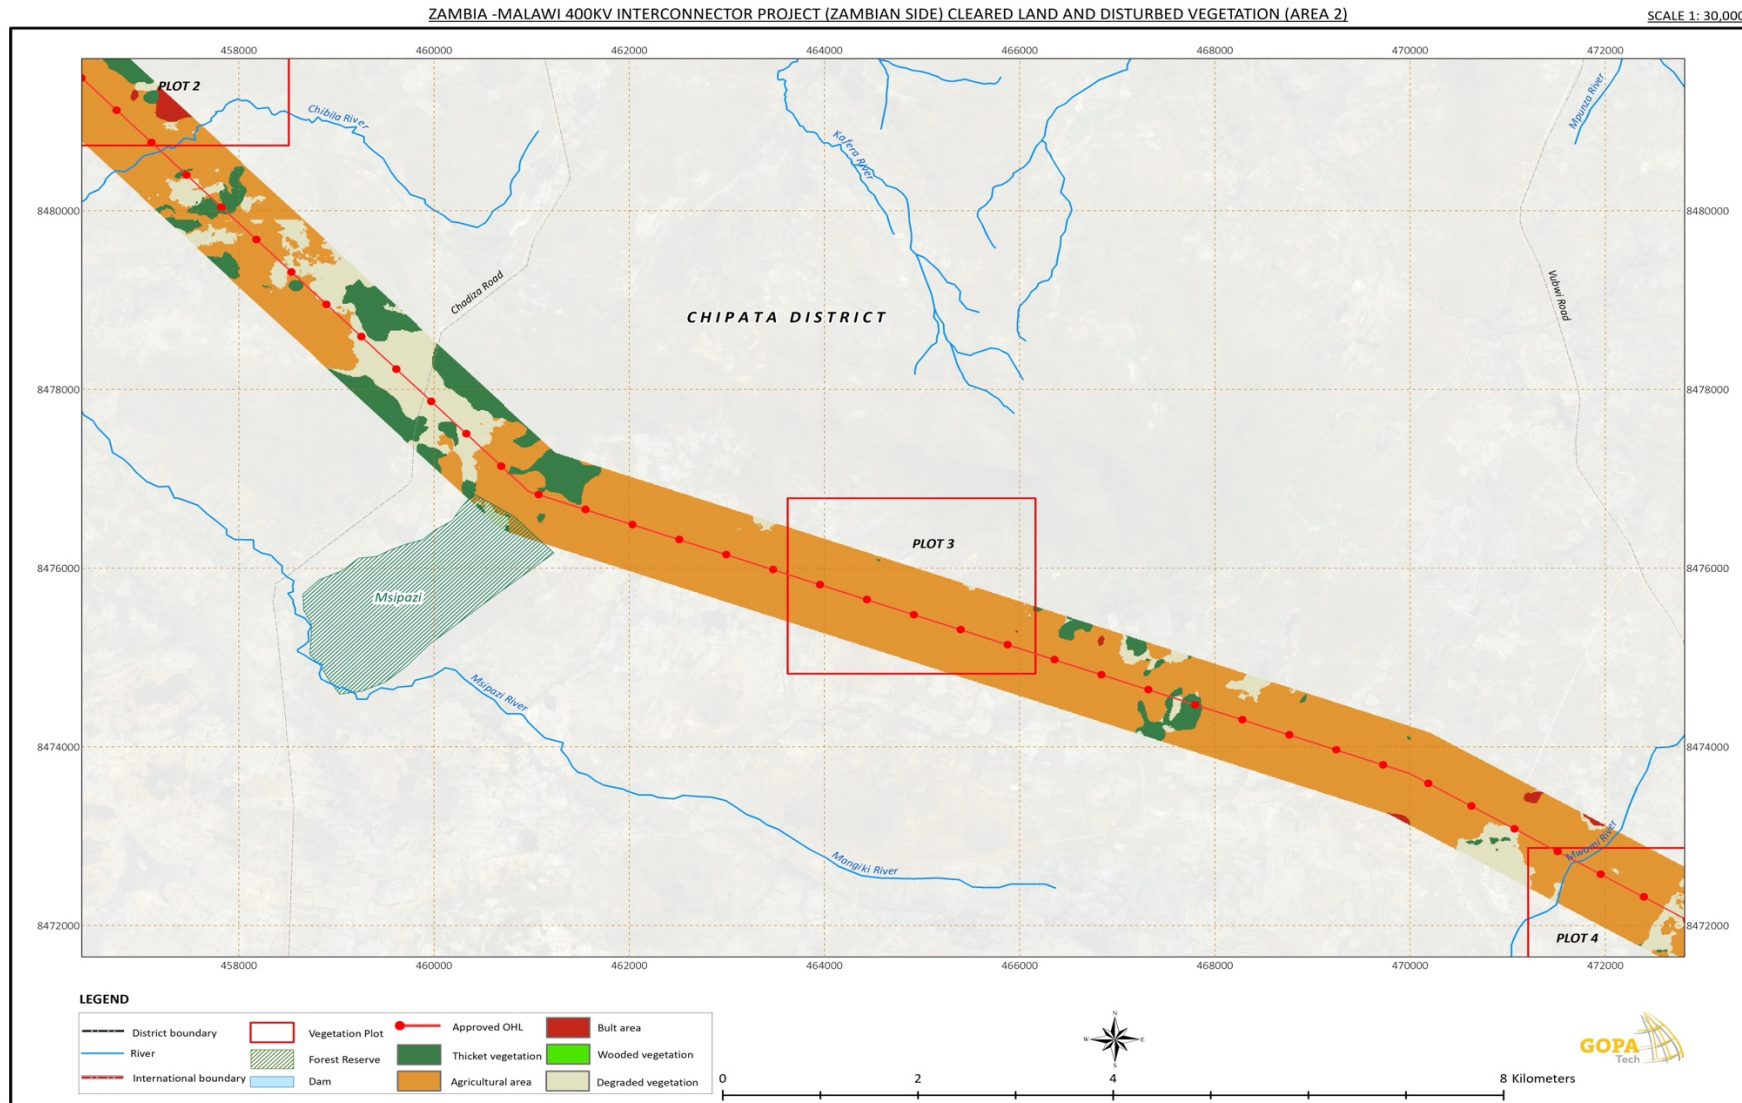 ZAMBIA -MALAWI 400KV INTERCONNECTOR PROJECT (ZAMBIAN SIDE) CLEARED LAND AND DISTURBED VEGETATION (AREA 2)
SCALE 1: 30,000
458000 460000 462000 464000 466000 468000 470000 472000
PLOT 2
Chibila River
Kafera River
Mpunza River
8480000 8480000
Chadiza Road
Vubwi Road
CHIPATA DISTRICT
8478000 8478000
PLOT 3
8476000 8476000
Msipazi
Msipazi River
8474000 8474000
Mwami River
Mangiki River
8472000 8472000
PLOT 4
458000 460000 462000 464000 466000 468000 470000 472000
LEGEND
District boundary
River
International boundary
Vegetation Plot
Forest Reserve
Dam
Approved OHL
Thicket vegetation
Agricultural area
Bult area
Wooded vegetation
Degraded vegetation
N
W E
S
0 2 4 8 Kilometers
GOPA
Tech